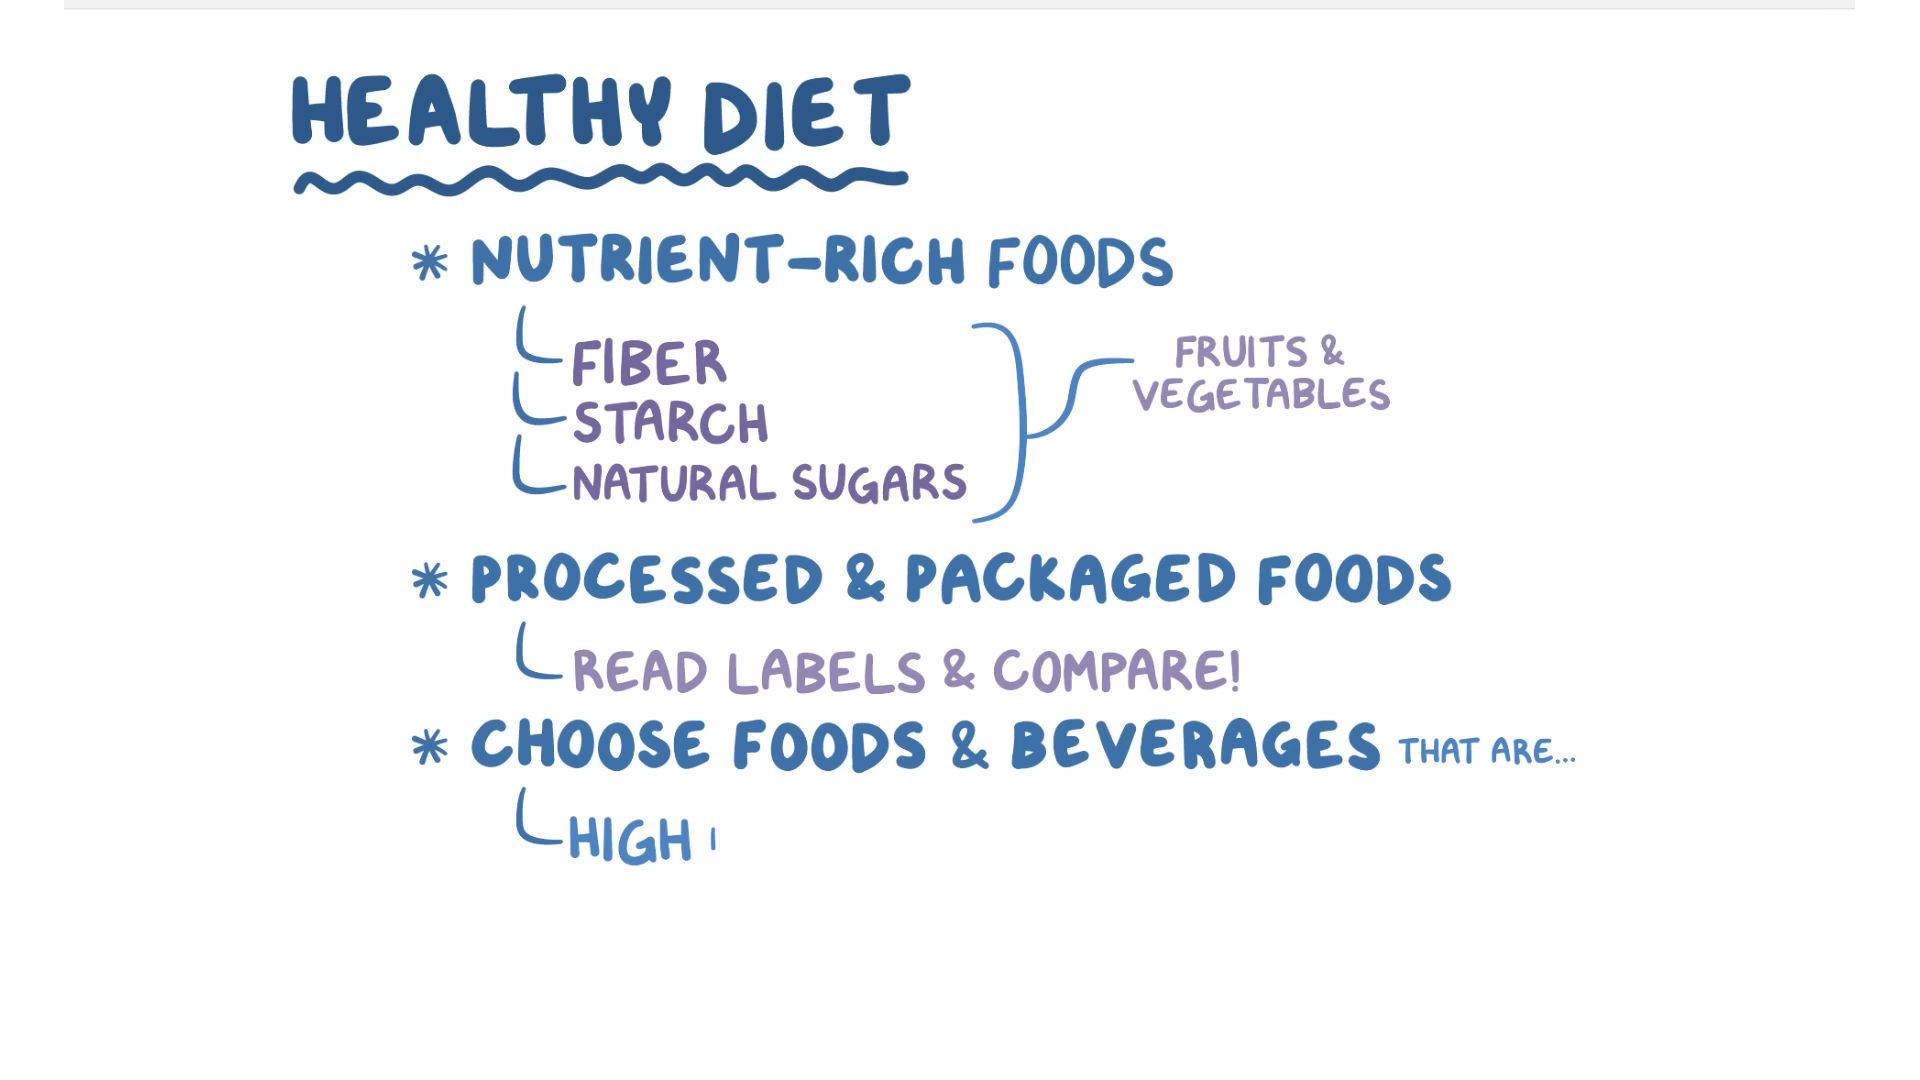 HEALTHY DIET
* NUTRIENT-RICH FOODS
FIBER
STARCH
NATURAL SUGARS
FRUITS &
VEGETABLES
* PROCESSED & PACKAGED FOODS
READ LABELS & COMPARE!
* CHOOSE FOODS & BEVERAGES THAT ARE...
HIGH